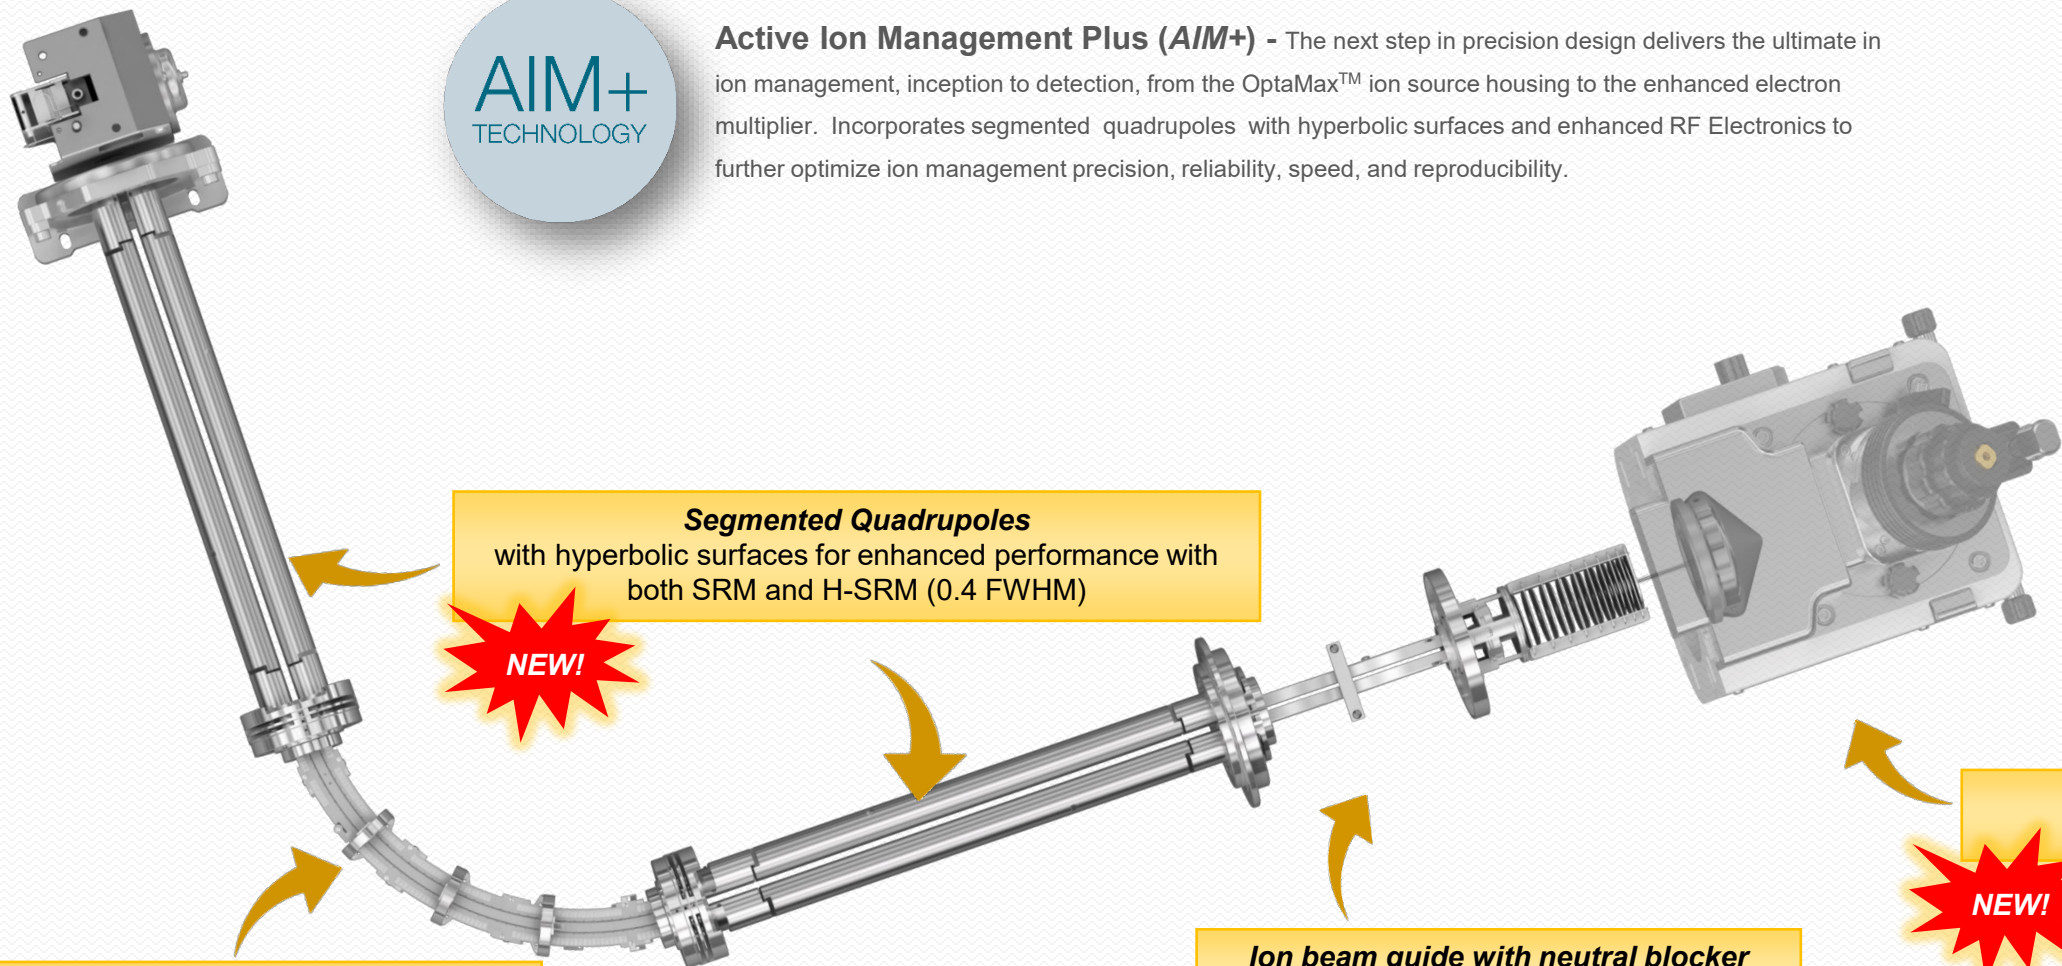 AIM+
TECHNOLOGY
Active Ion Management Plus (AIM+) - The next step in precision design delivers the ultimate in
ion management, inception to detection, from the OptaMax™ ion source housing to the enhanced electron
multiplier. Incorporates segmented quadrupoles with hyperbolic surfaces and enhanced RF Electronics to
further optimize ion management precision, reliability, speed, and reproducibility.
Segmented Quadrupoles
with hyperbolic surfaces for enhanced performance with
both SRM and H-SRM (0.4 FWHM)
NEW!
NEW!
Ion beam guide with neutral blocker